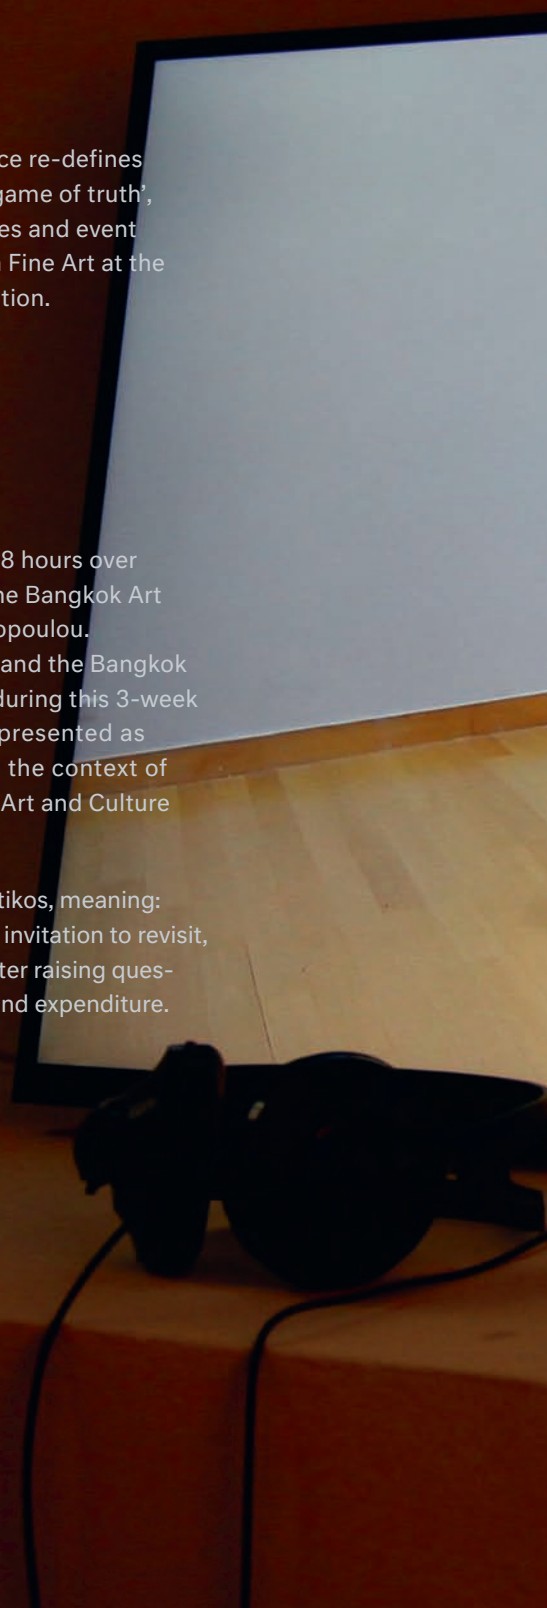 ce re-defines
game of truth’,
es and event
Fine Art at the
tion.
8 hours over
ne Bangkok Art
opoulou.
and the Bangkok
during this 3-week
presented as
the context of
Art and Culture
tikos, meaning:
invitation to revisit,
ter raising ques-
nd expenditure.